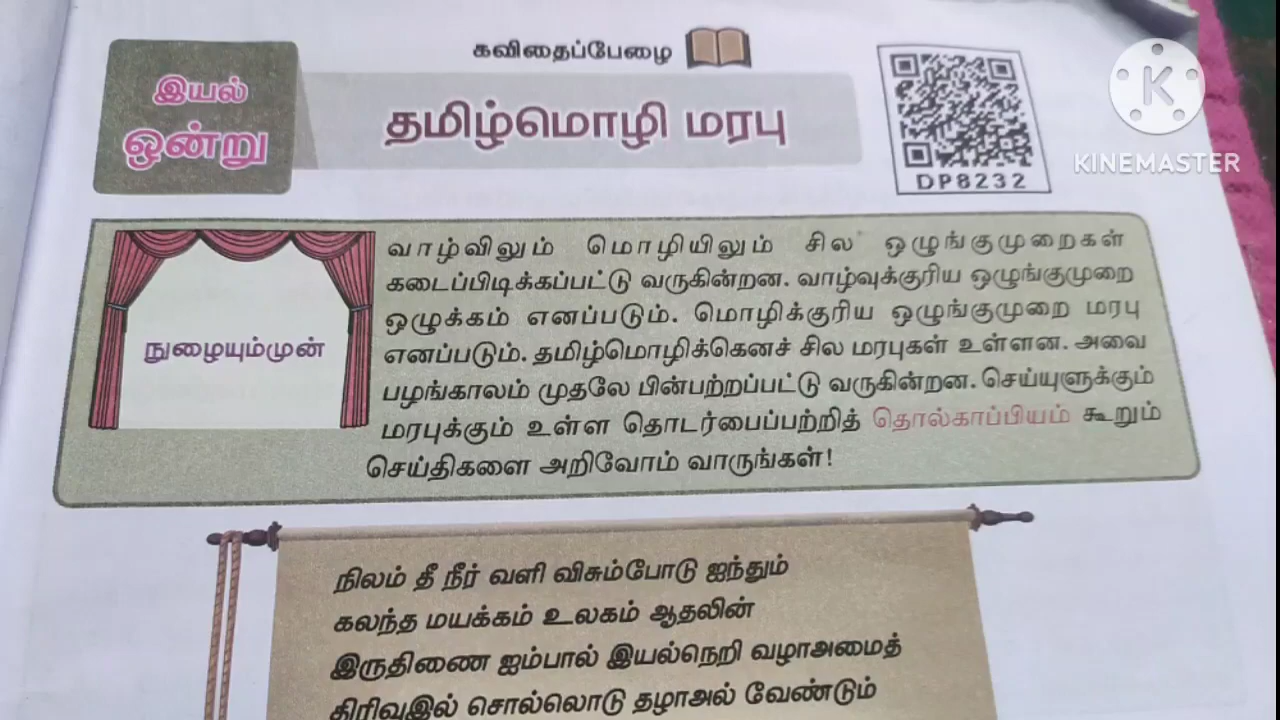 கவிதைப்பேழை
இயல்
ஒன்று
தமிழ்மொழி மரபு
DP8232
KINEMASTER
நுழையும்முன்
வாழ்விலும் மொழியிலும் சில ஒழுங்குமுறைகள்
கடைப்பிடிக்கப்பட்டு வருகின்றன. வாழ்வுக்குரிய ஒழுங்குமுறை
ஒழுக்கம் எனப்படும். மொழிக்குரிய ஒழுங்குமுறை மரபு
எனப்படும். தமிழ்மொழிக்கெனச் சில மரபுகள் உள்ளன. அவை
பழங்காலம் முதலே பின்பற்றப்பட்டு வருகின்றன. செய்யுளுக்கும்
மரபுக்கும் உள்ள தொடர்பைப்பற்றித் தொல்காப்பியம் கூறும்
செய்திகளை அறிவோம் வாருங்கள்!
நிலம் தீ நீர் வளி விசும்போடு ஐந்தும்
கலந்த மயக்கம் உலகம் ஆதலின்
இருதிணை ஐம்பால் இயல்நெறி வழாஅமைத்
திரிவுஇல் சொல்லொடு தழாஅல் வேண்டும்